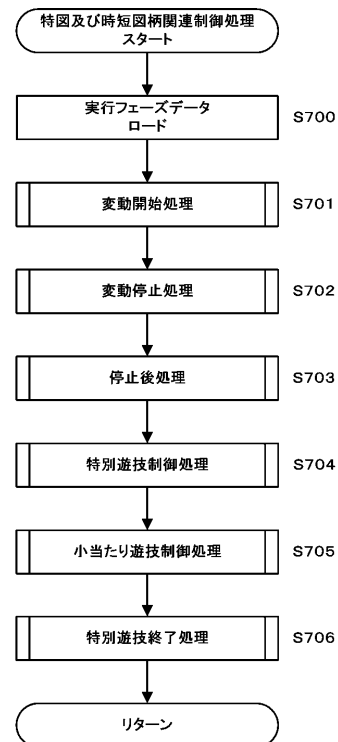 特図及び時短図柄関連制御処理
スタート
実行フェーズデータ
ロード
S700
変動開始処理
S701
変動停止処理
S702
停止後処理
S703
特別遊技制御処理
S704
小当たり遊技制御処理
S705
特別遊技終了処理
S706
リターン